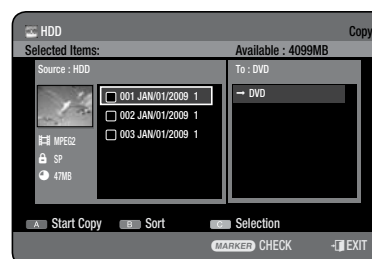 HDD Copy
Selected Items: Available : 4099MB
Source : HDD To : DVD
001 JAN/01/2009 1 → DVD
002 JAN/01/2009 1
003 JAN/01/2009 1
MPEG2
SP
47MB
A Start Copy B Sort C Selection
MARKER CHECK EXIT